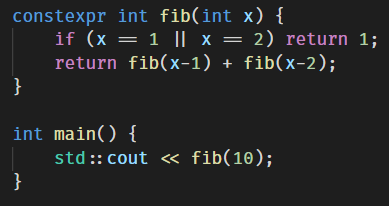 constexpr int fib(int x) {
    if (x == 1 || x == 2) return 1;
    return fib(x-1) + fib(x-2);
}

int main() {
    std::cout << fib(10);
}